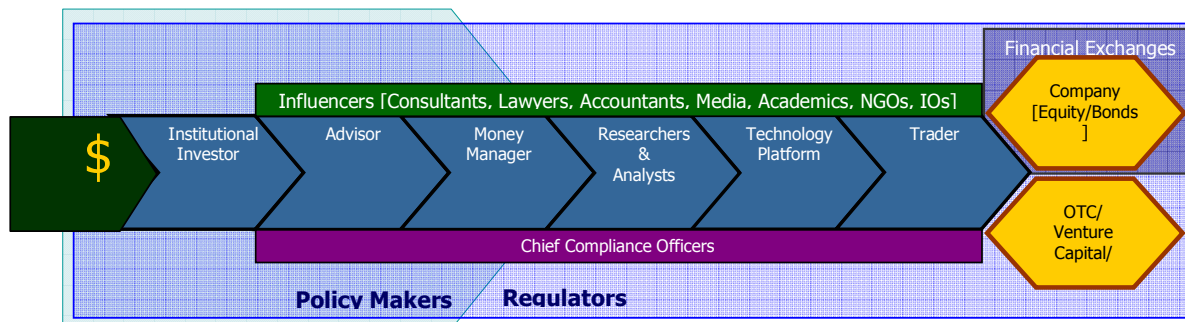 Financial Exchanges
Influencers [Consultants, Lawyers, Accountants, Media, Academics, NGOs, IOs]
Company
[Equity/Bonds
]
$
Institutional
Investor
Advisor
Money
Manager
Researchers
&
Analysts
Technology
Platform
Trader
OTC/
Venture
Capital/
Chief Compliance Officers
Policy Makers
Regulators